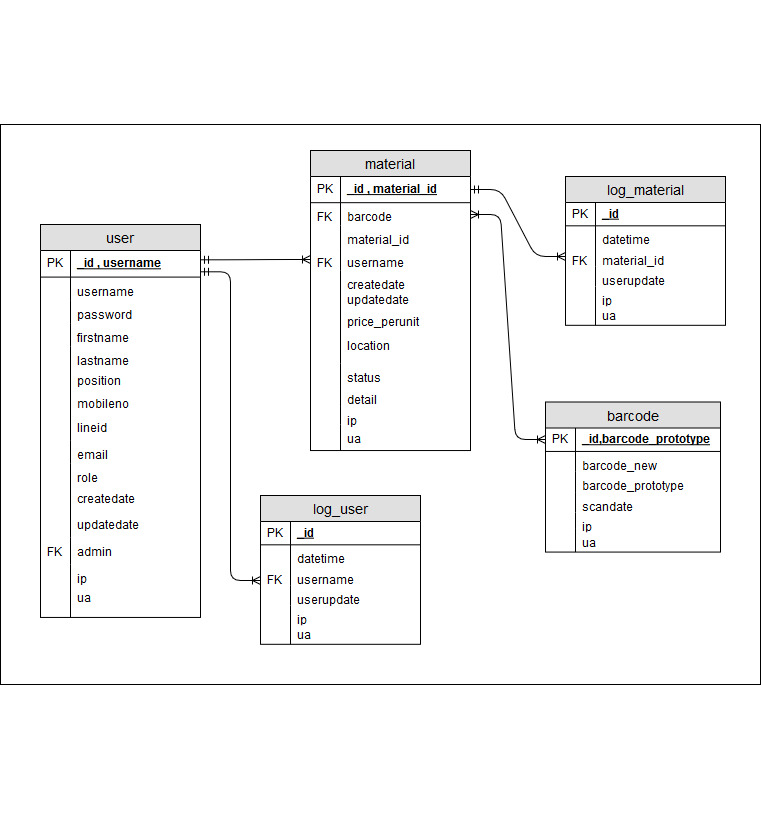 user
PK _id , username
username
password
firstname
lastname
position
mobileno
lineid
email
role
createdate
updatedate
FK admin
ip
ua
material
PK _id , material_id
FK barcode
material_id
FK username
createdate
updatedate
price_perunit
location
status
detail
ip
ua
log_user
PK _id
datetime
FK username
userupdate
ip
ua
log_material
PK _id
datetime
FK material_id
userupdate
ip
ua
barcode
PK _id,barcode_prototype
barcode_new
barcode_prototype
scandate
ip
ua